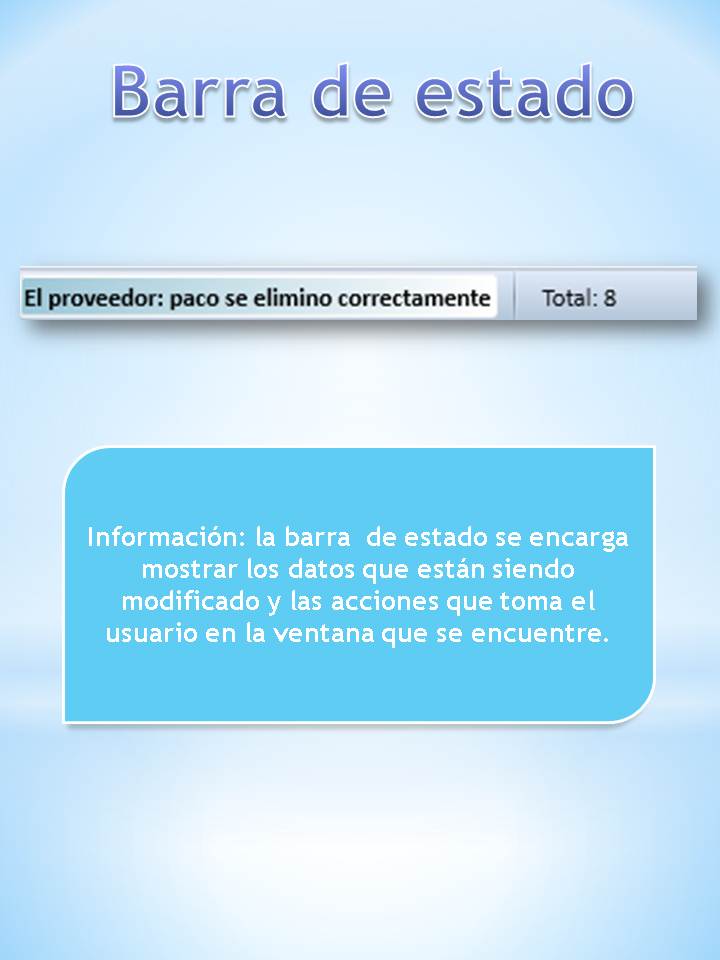 Barra de estado
El proveedor: paco se elimino correctamente Total: 8
Información: la barra de estado se encarga
mostrar los datos que están siendo
modificado y las acciones que toma el
usuario en la ventana que se encuentre.